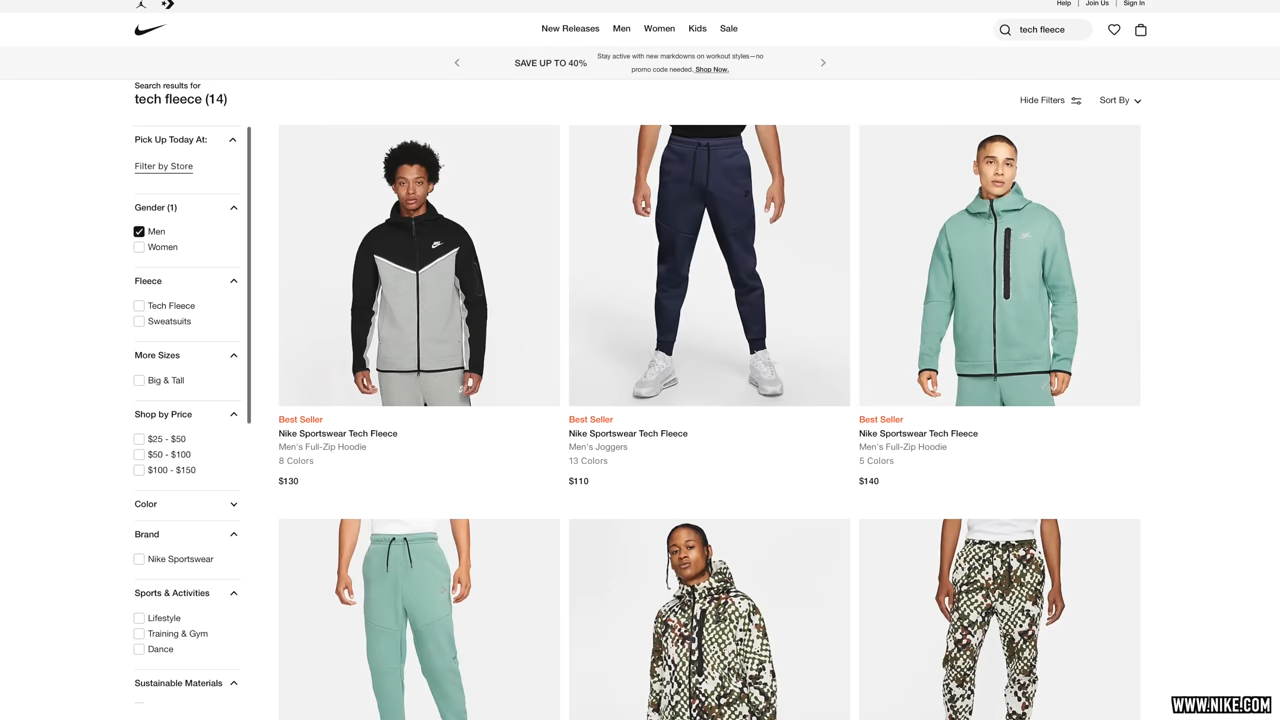 Help | Join Us | Sign In
New Releases Men Women Kids Sale
tech fleece
SAVE UP TO 40%
Stay active with new markdowns on workout styles—no
promo code needed. Shop Now.
Search results for
tech fleece (14)
Hide Filters
Sort By
Pick Up Today At:
Filter by Store
Gender (1)
Men
Women
Fleece
Tech Fleece
Sweatsuits
More Sizes
Big & Tall
Shop by Price
$25 - $50
$50 - $100
$100 - $150
Color
Brand
Nike Sportswear
Sports & Activities
Lifestyle
Training & Gym
Dance
Sustainable Materials
Best Seller
Nike Sportswear Tech Fleece
Men's Full-Zip Hoodie
8 Colors
$130
Best Seller
Nike Sportswear Tech Fleece
Men's Joggers
13 Colors
$110
Best Seller
Nike Sportswear Tech Fleece
Men's Full-Zip Hoodie
5 Colors
$140
WWW.NIKE.COM